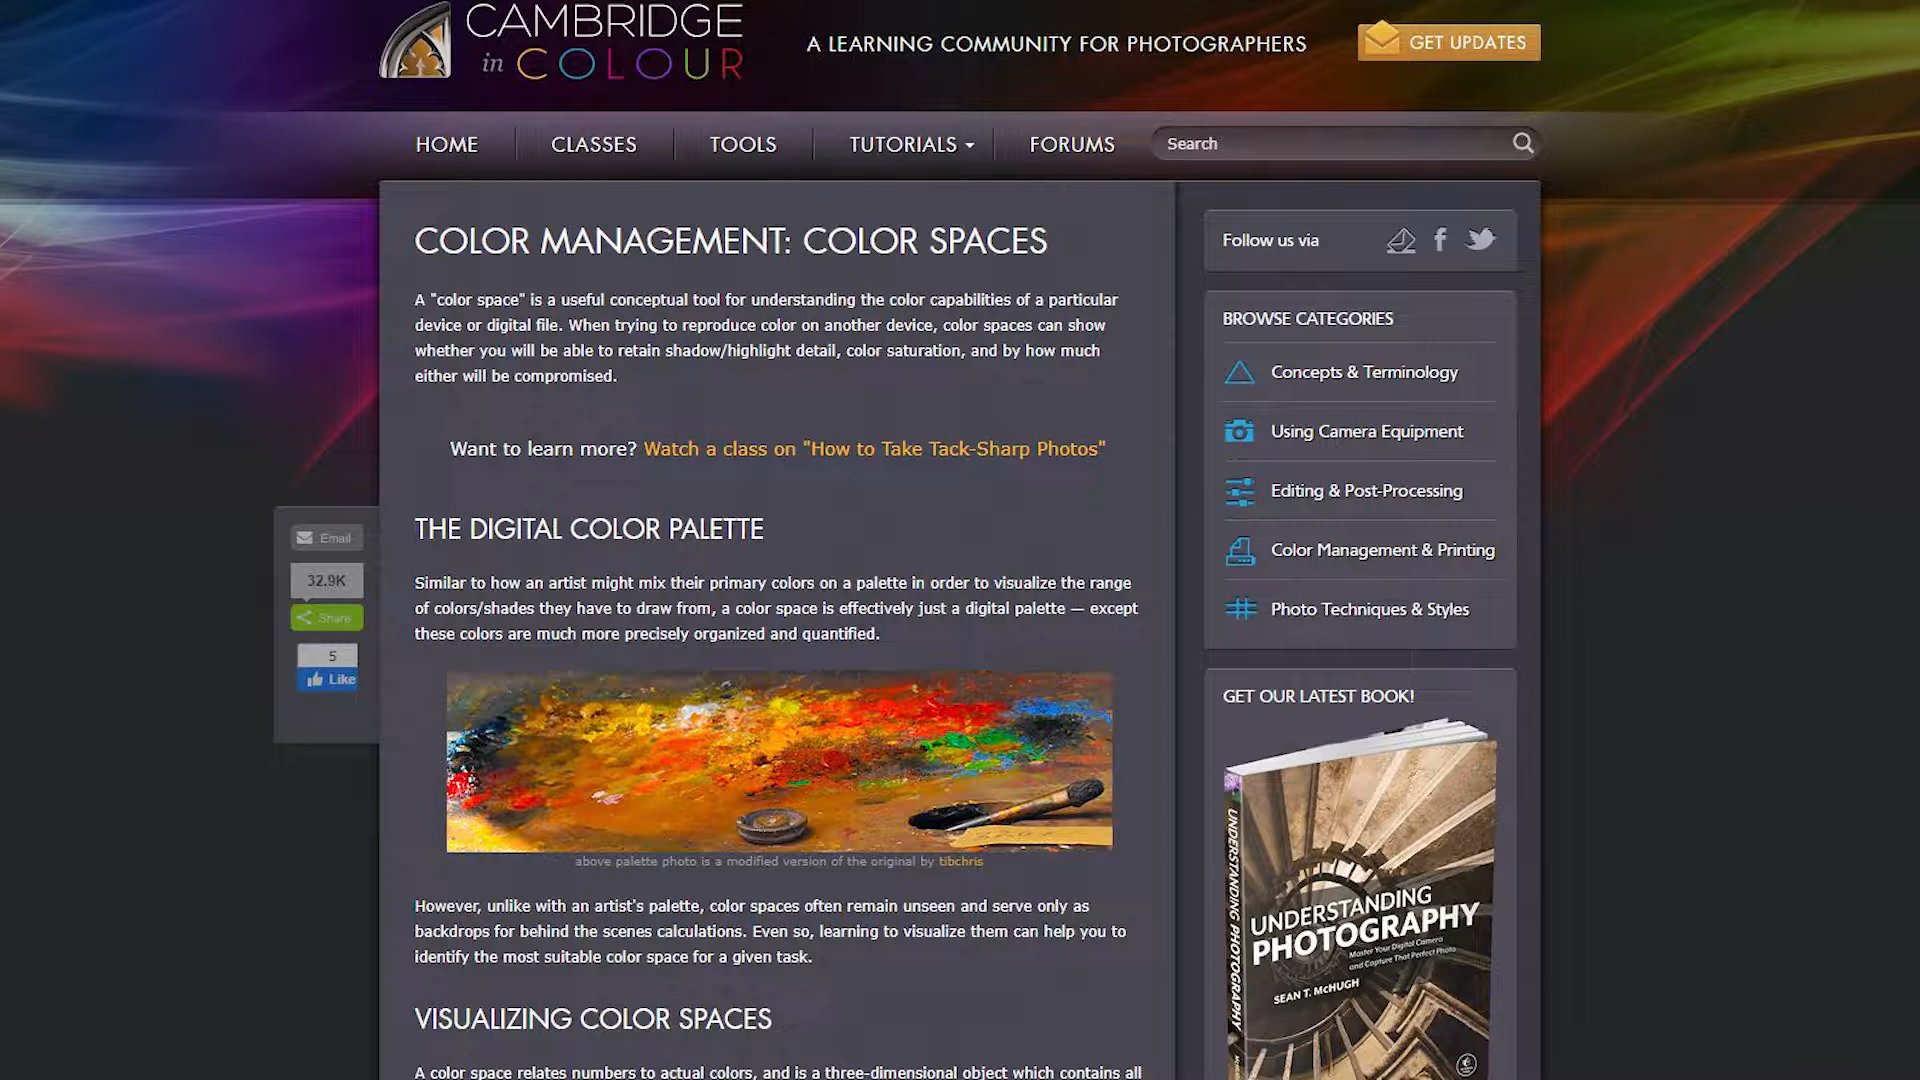 CAMBRIDGE
in COLOUR
A LEARNING COMMUNITY FOR PHOTOGRAPHERS
GET UPDATES
HOME
CLASSES
TOOLS
TUTORIALS
FORUMS
Search
COLOR MANAGEMENT: COLOR SPACES
A "color space" is a useful conceptual tool for understanding the color capabilities of a particular
device or digital file. When trying to reproduce color on another device, color spaces can show
whether you will be able to retain shadow/highlight detail, color saturation, and by how much
either will be compromised.
Want to learn more? Watch a class on "How to Take Tack-Sharp Photos"
THE DIGITAL COLOR PALETTE
Similar to how an artist might mix their primary colors on a palette in order to visualize the range
of colors/shades they have to draw from, a color space is effectively just a digital palette — except
these colors are much more precisely organized and quantified.
above palette photo is a modified version of the original by tibchris
However, unlike with an artist's palette, color spaces often remain unseen and serve only as
backdrops for behind the scenes calculations. Even so, learning to visualize them can help you to
identify the most suitable color space for a given task.
VISUALIZING COLOR SPACES
A color space relates numbers to actual colors, and is a three-dimensional object which contains all
Email
32.9K
Share
5
Like
Follow us via
BROWSE CATEGORIES
Concepts & Terminology
Using Camera Equipment
Editing & Post-Processing
Color Management & Printing
Photo Techniques & Styles
GET OUR LATEST BOOK!
UNDERSTANDING PHOTOGRAPHY
UNDERSTANDING
PHOTOGRAPHY
Master Your Digital Camera
and Capture That Perfect Photo
SEAN T. McHUGH